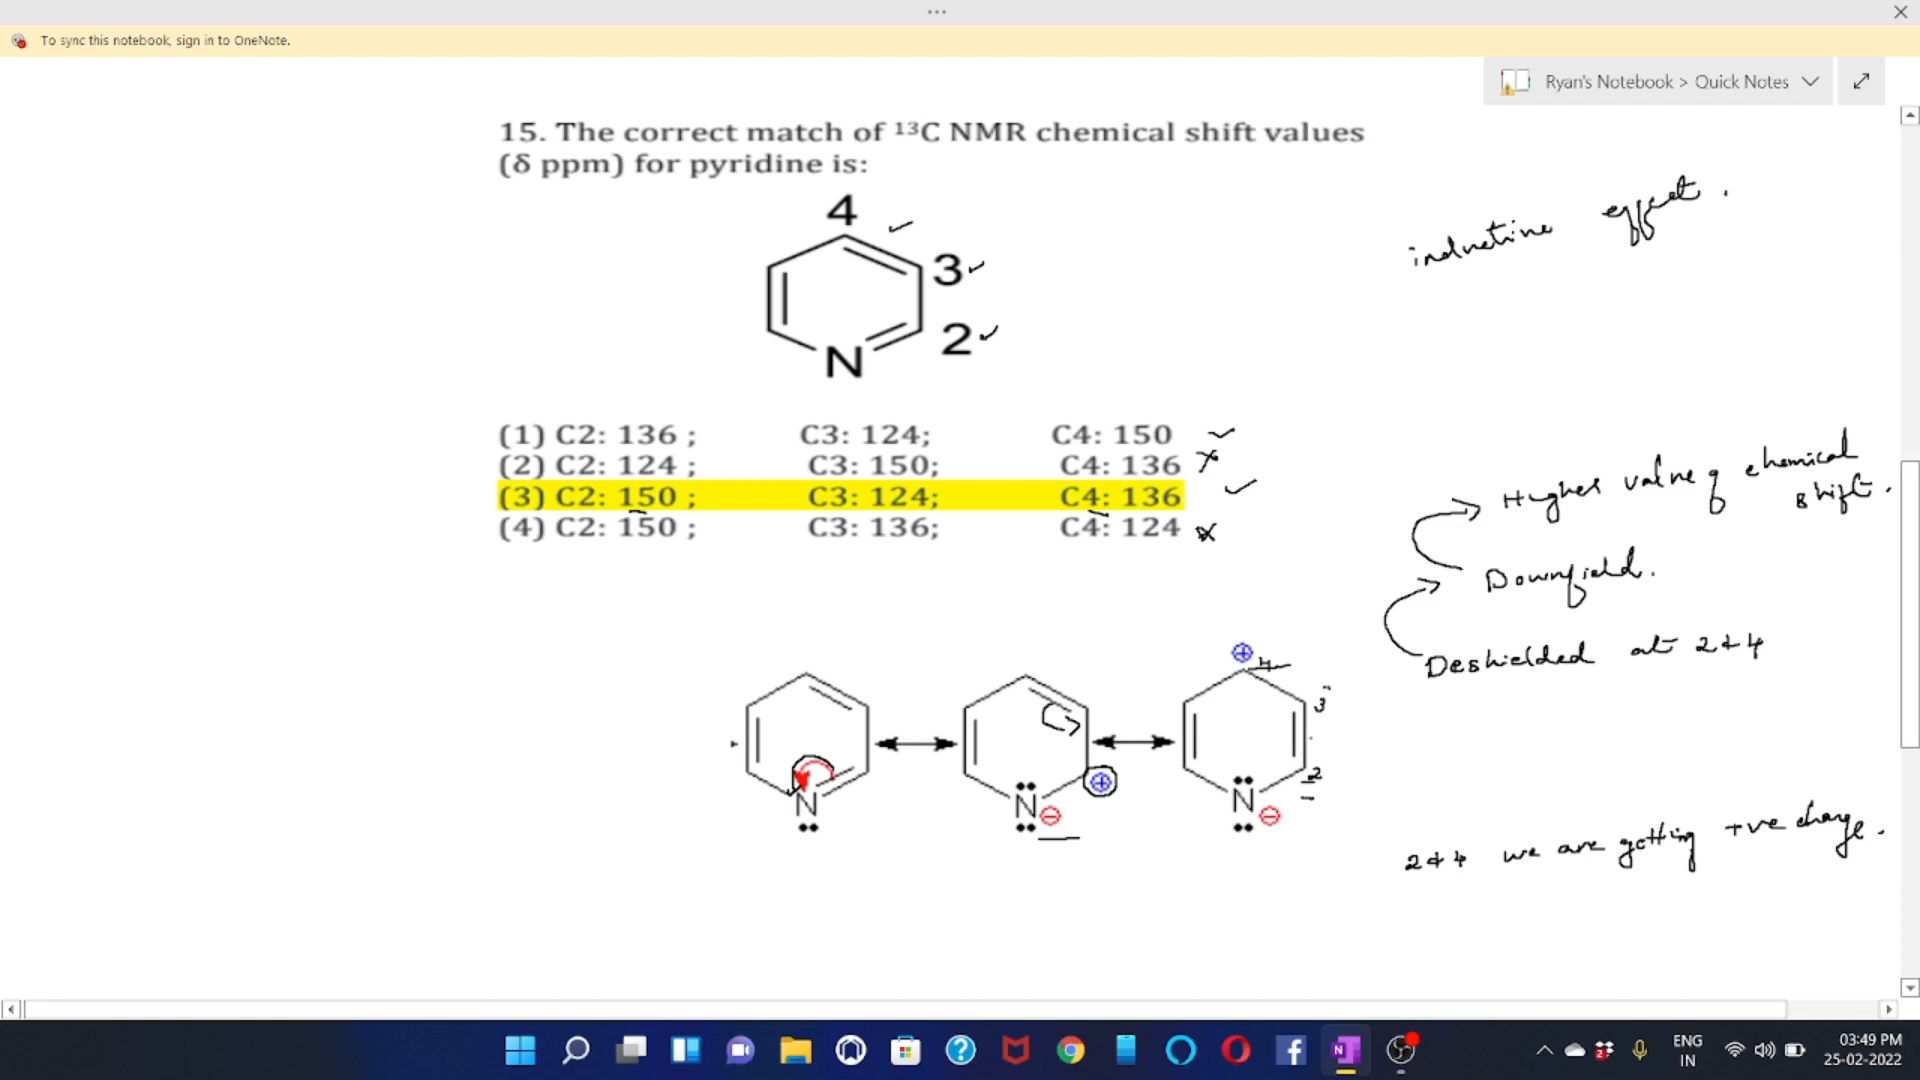 ...
To sync this notebook, sign in to OneNote.
Ryan's Notebook > Quick Notes
15. The correct match of ¹³C NMR chemical shift values
(δ ppm) for pyridine is:
4
3
2
N
inductive effect.
(1) C2: 136 ; C3: 124; C4: 150
(2) C2: 124 ; C3: 150; C4: 136
(3) C2: 150 ; C3: 124; C4: 136
(4) C2: 150 ; C3: 136; C4: 124
Higher value of chemical
shift.
Downfield.
Deshielded at 2 & 4
4
3
2
N
N
N
2 & 4 we are getting +ve charge.
ENG
IN
03:49 PM
25-02-2022